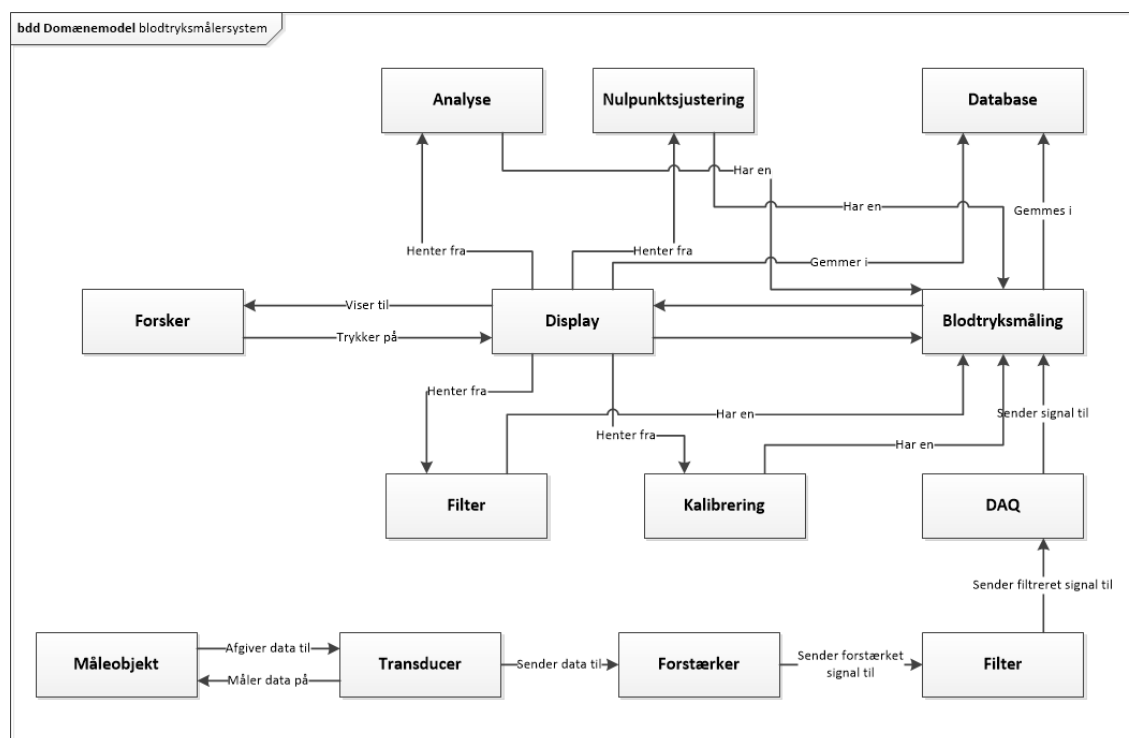 bdd Domænemodel blodtryksmålersystem
Analyse
Nulpunktsjustering
Database
Har en
Har en
Gemmes i
Henter fra
Henter fra
Gemmer i
Forsker
Viser til
Trykker på
Display
Blodtryksmåling
Henter fra
Har en
Sender signal til
Henter fra
Har en
Filter
Kalibrering
DAQ
Sender filtreret signal til
Måleobjekt
Afgiver data til
Måler data på
Transducer
Sender data til
Forstærker
Sender forstærket
signal til
Filter